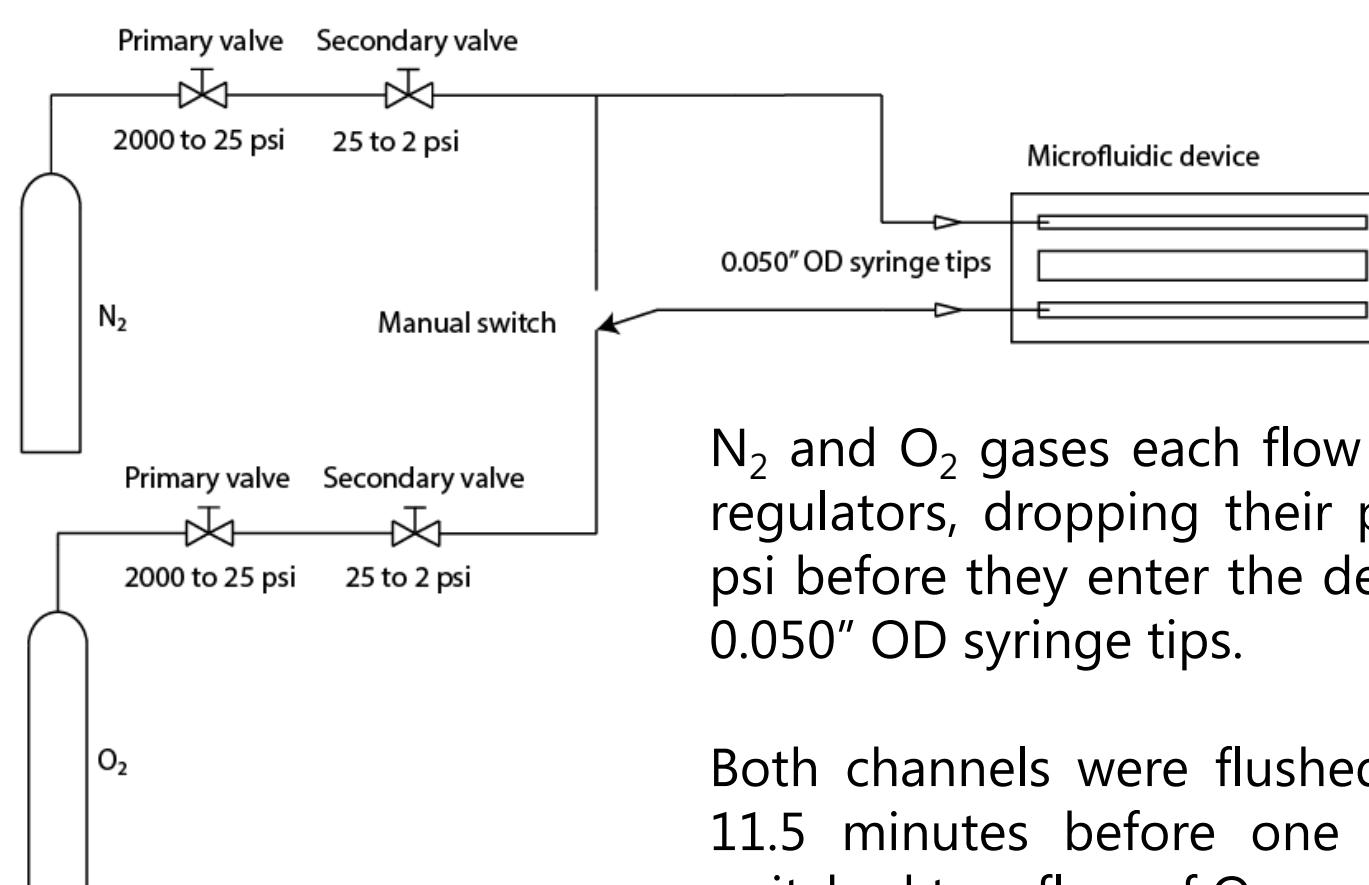 Primary valve Secondary valve
2000 to 25 psi 25 to 2 psi
Microfluidic device
0.050" OD syringe tips
N₂
Manual switch
Primary valve Secondary valve
2000 to 25 psi 25 to 2 psi
O₂
N₂ and O₂ gases each flow
regulators, dropping their
psi before they enter the
0.050" OD syringe tips.
Both channels were flushed
11.5 minutes before one
flow of O